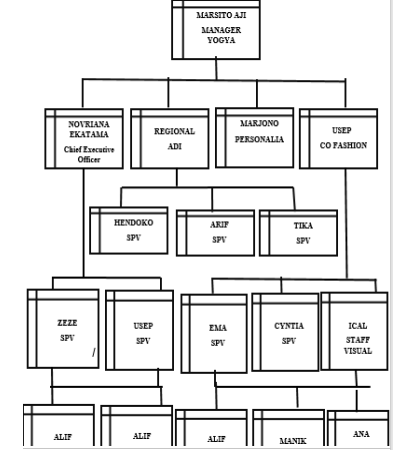 MARSITO AJI
MANAGER
YOGYA
NOVRIANA
EKATAMA
Chief Executive
Officer
REGIONAL
ADI
MARJONO
PERSONALIA
USEP
CO FASHION
HENDOKO
SPV
ARIF
SPV
TIKA
SPV
ZEZE
SPV
/
USEP
SPV
EMA
SPV
CYNTIA
SPV
ICAL
STAFF
VISUAL
ALIF
ALIF
ALIF
MANIK
ANA